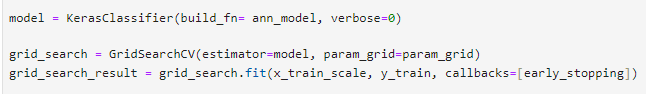 model = KerasClassifier(build_fn= ann_model, verbose=0)
grid_search = GridSearchCV(estimator=model, param_grid=param_grid)
grid_search_result = grid_search.fit(x_train_scale, y_train, callbacks=[early_stopping])